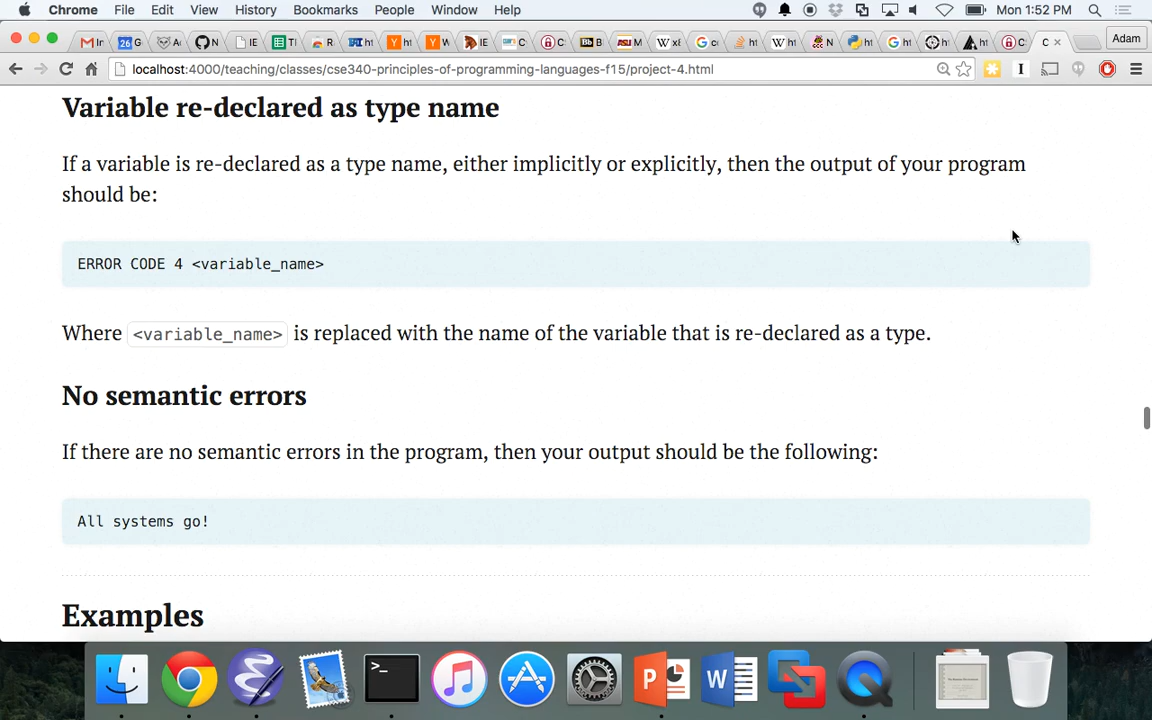 Chrome File Edit View History Bookmarks People Window Help Mon 1:52 PM
Adam
localhost:4000/teaching/classes/cse340-principles-of-programming-languages-f15/project-4.html
Variable re-declared as type name
If a variable is re-declared as a type name, either implicitly or explicitly, then the output of your program
should be:
ERROR CODE 4 <variable_name>
Where <variable_name> is replaced with the name of the variable that is re-declared as a type.
No semantic errors
If there are no semantic errors in the program, then your output should be the following:
All systems go!
Examples